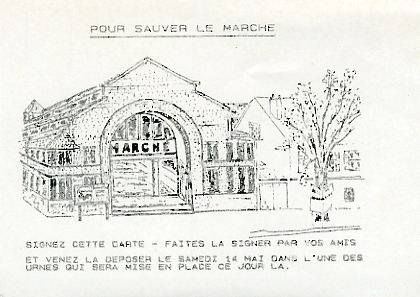 POUR SAUVER LE MARCHE
MARCHE
SIGNEZ CETTE CARTE - FAITES LA SIGNER PAR VOS AMIS
ET VENEZ LA DEPOSER LE SAMEDI 14 MAI DANS L'UNE DES
URNES QUI SERA MISE EN PLACE CE JOUR LA.